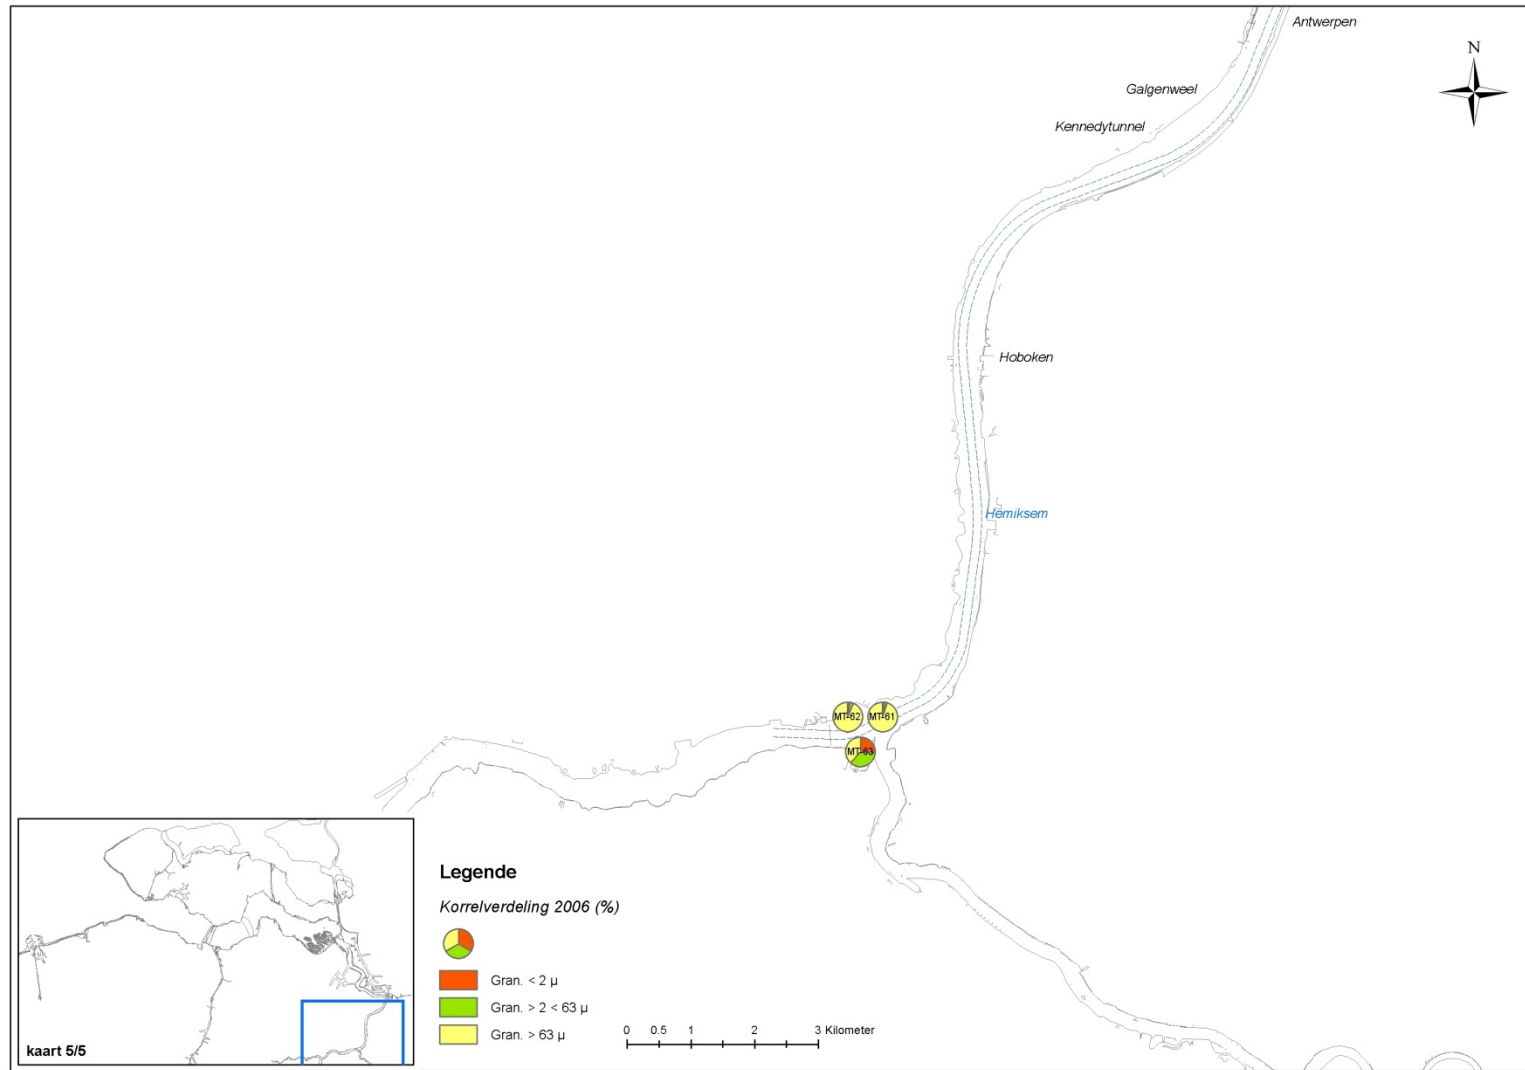 Antwerpen
N
Galgenweel
Kennedytunnel
Hoboken
Hemiksem
MT-62
MT-61
MT-63
Legende
Korrelverdeling 2006 (%)
Gran. < 2 µ
Gran. > 2 < 63 µ
Gran. > 63 µ
0 0.5 1 2 3 Kilometer
kaart 5/5